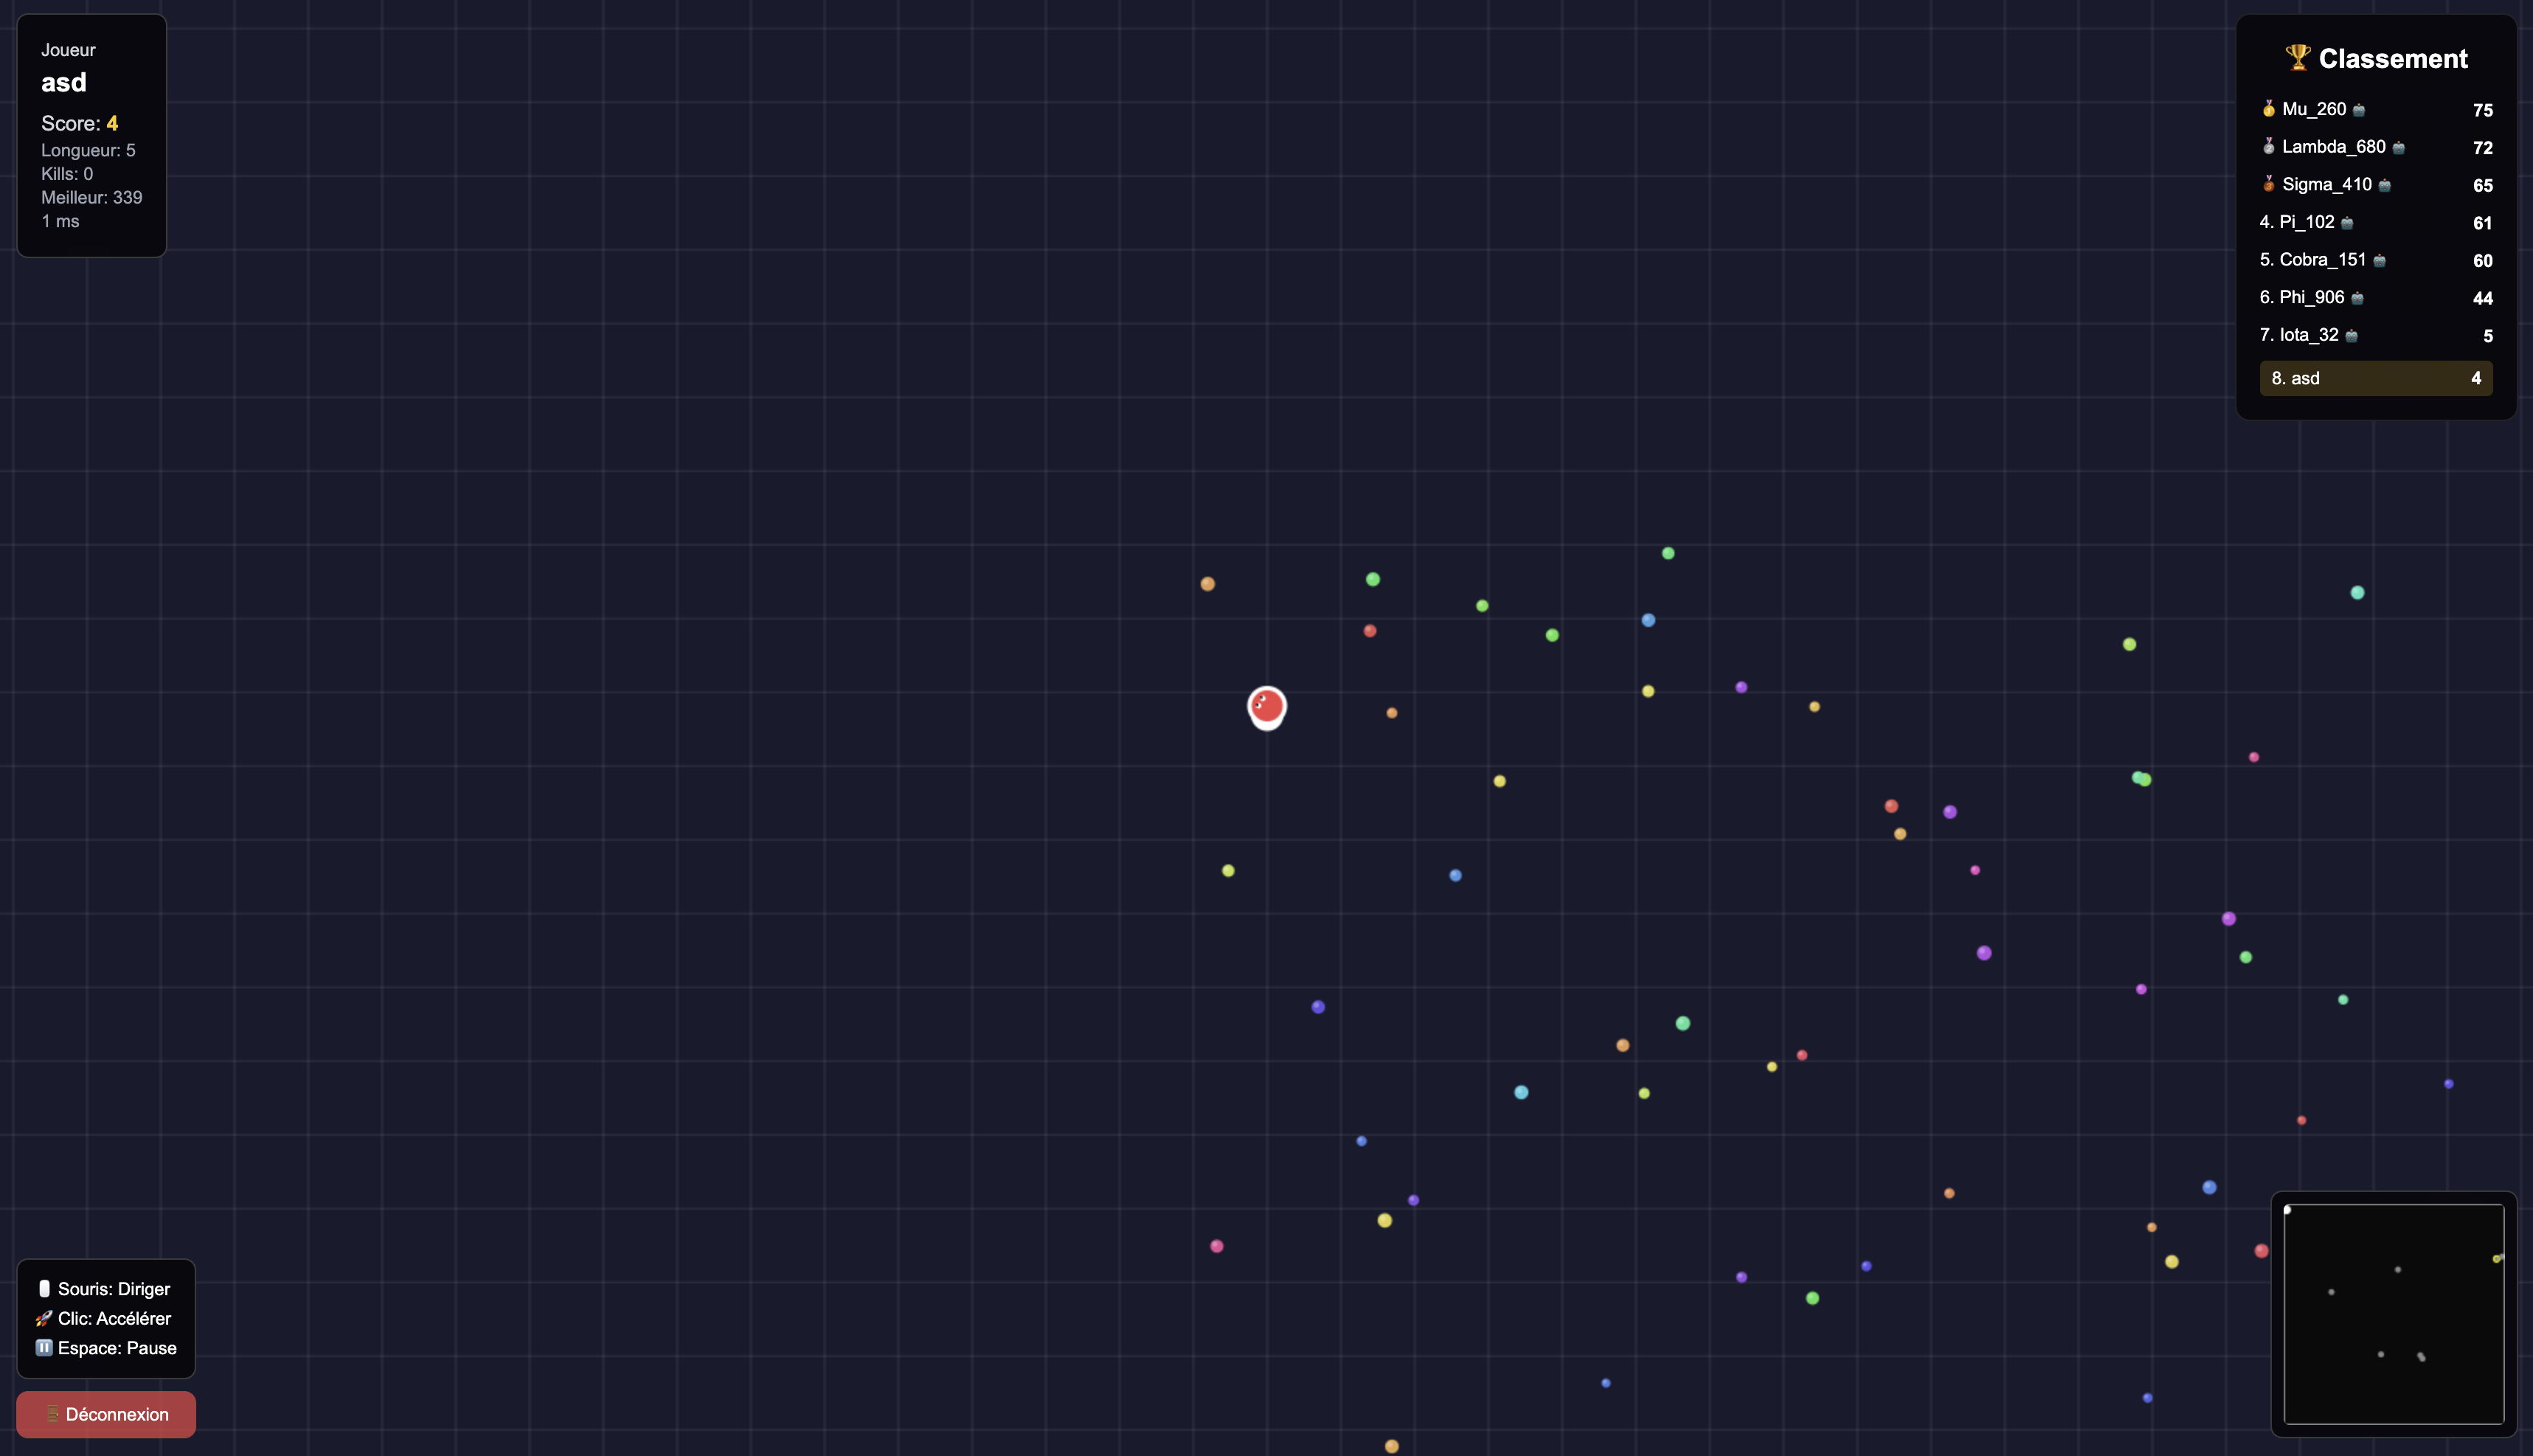 Joueur
asd
Score: 4
Longueur: 5
Kills: 0
Meilleur: 339
1 ms
🏆 Classement
🥇 Mu_260 🤖 75
🥈 Lambda_680 🤖 72
🥉 Sigma_410 🤖 65
4. Pi_102 🤖 61
5. Cobra_151 🤖 60
6. Phi_906 🤖 44
7. Iota_32 🤖 5
8. asd 4
Souris: Diriger
🚀 Clic: Accélérer
⏸️ Espace: Pause
Déconnexion